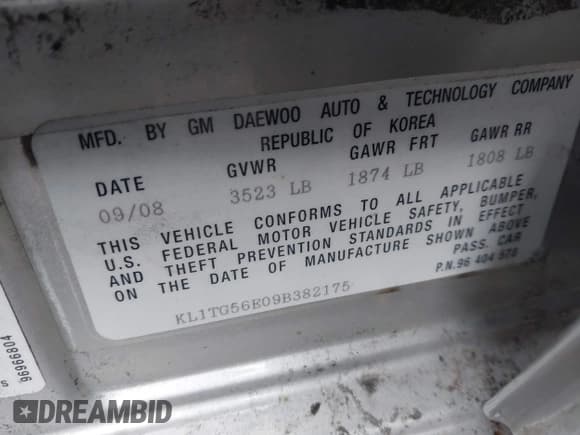 MFD. BY GM DAEWOO AUTO & TECHNOLOGY COMPANY
REPUBLIC OF KOREA
DATE GVWR GAWR FRT GAWR RR
09/08 3523 LB 1874 LB 1808 LB
THIS VEHICLE CONFORMS TO ALL APPLICABLE
U.S. FEDERAL MOTOR VEHICLE SAFETY, BUMPER,
AND THEFT PREVENTION STANDARDS IN EFFECT
ON THE DATE OF MANUFACTURE SHOWN ABOVE
PASS. CAR
P.N.96 404
KL1TG56E09B382175
DREAMBID